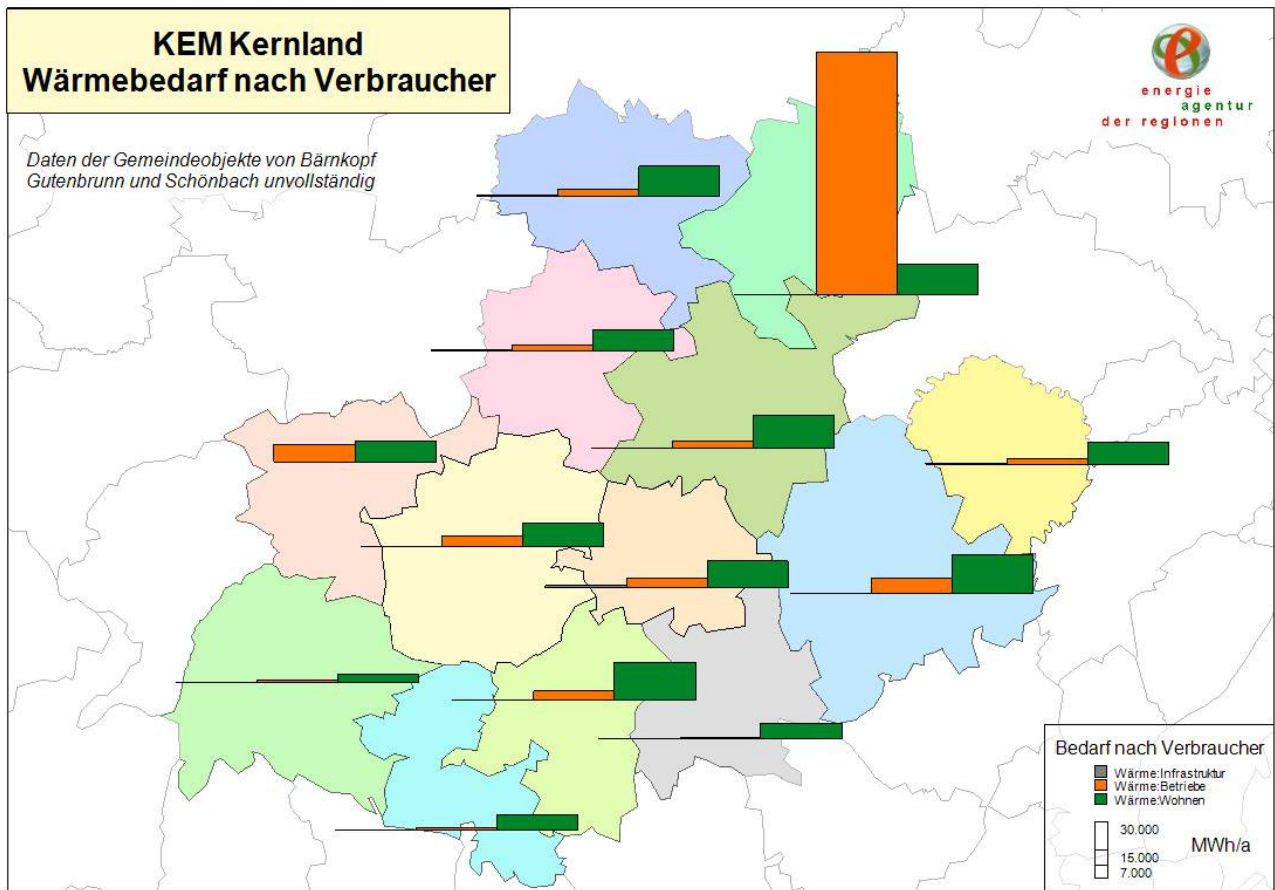 KEM Kernland
Wärmebedarf nach Verbraucher
Daten der Gemeindeobjekte von Bärnkopf
Gutenbrunn und Schönbach unvollständig
energie
agentur
der regionen
Bedarf nach Verbraucher
Wärme:Infrastruktur
Wärme:Betriebe
Wärme:Wohnen
30.000
15.000
7.000
MWh/a